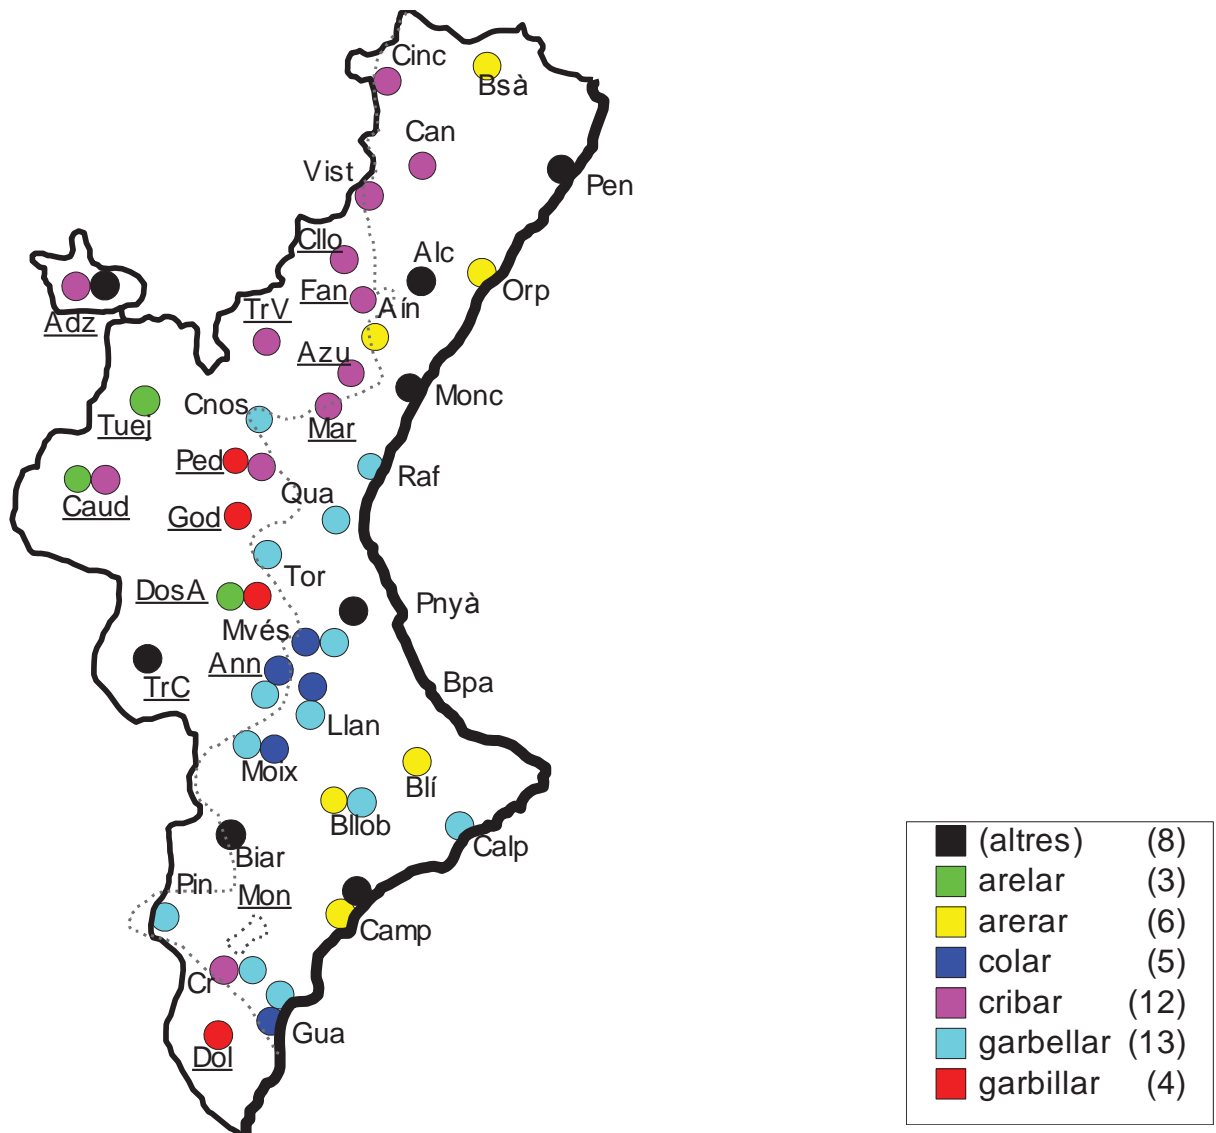 Cinc
Bsà
Can
Vist
Pen
Cllo
Alc
Fan
Orp
Adz
TrV
Aín
Azu
Monc
Cnos
Tuej
Mar
Ped
Raf
Caud
Qua
God
Tor
DosA
Pnyà
Mvés
Ann
TrC
Bpa
Llan
Moix
Blí
Bllob
Calp
Biar
Pin
Mon
Camp
Cr
Gua
Dol
(altres) (8)
arelar (3)
arerar (6)
colar (5)
cribar (12)
garbellar (13)
garbillar (4)